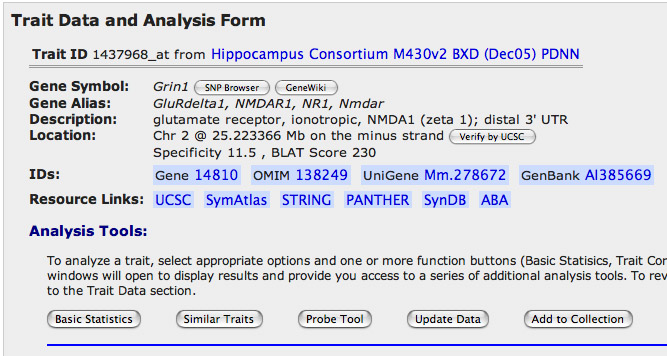 Trait Data and Analysis Form
Trait ID 1437968_at from Hippocampus Consortium M430v2 BXD (Dec05) PDNN
Gene Symbol: Grin1 SNP Browser GeneWiki
Gene Alias: GluRdelta1, NMDAR1, NR1, Nmdar
Description: glutamate receptor, ionotropic, NMDA1 (zeta 1); distal 3' UTR
Location: Chr 2 @ 25.223366 Mb on the minus strand Verify by UCSC
Specificity 11.5 , BLAT Score 230
IDs: Gene 14810 OMIM 138249 UniGene Mm.278672 GenBank AI385669
Resource Links: UCSC SymAtlas STRING PANTHER SynDB ABA
Analysis Tools:
To analyze a trait, select appropriate options and one or more function buttons (Basic Statisics, Trait Cor
windows will open to display results and provide you access to a series of additional analysis tools. To rev
to the Trait Data section.
Basic Statistics Similar Traits Probe Tool Update Data Add to Collection